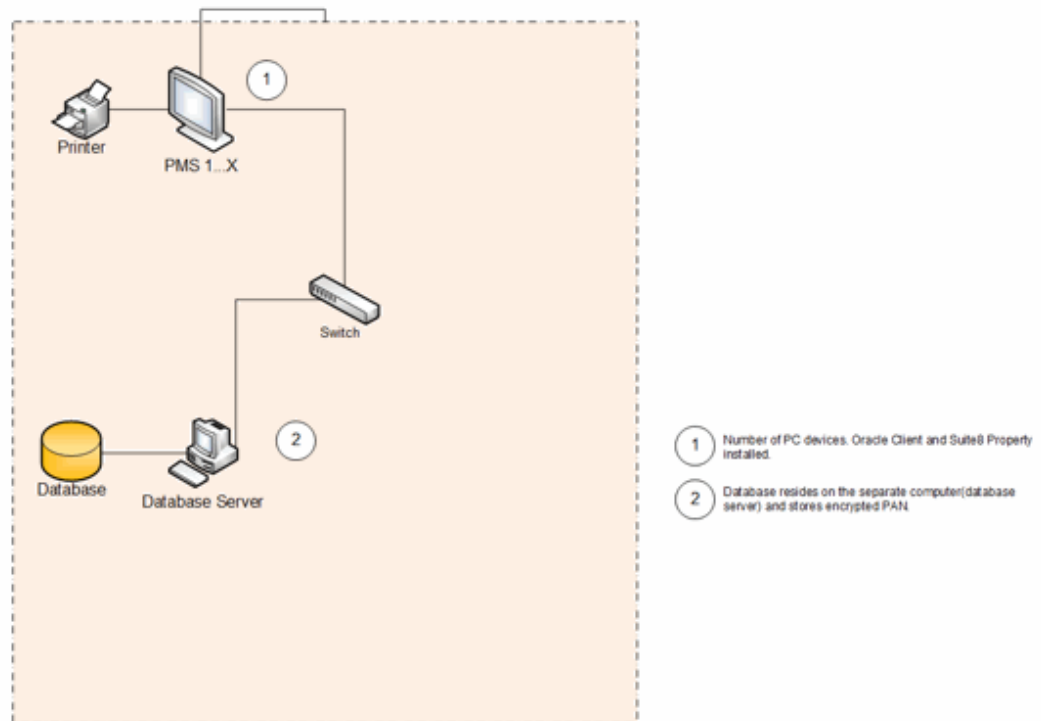 1
Printer
PMS 1...X
Switch
2
Database
Database Server
1
Number of PC devices. Oracle Client and Suite8 Property
installed.
2
Database resides on the separate computer(database
server) and stores encrypted PAN.